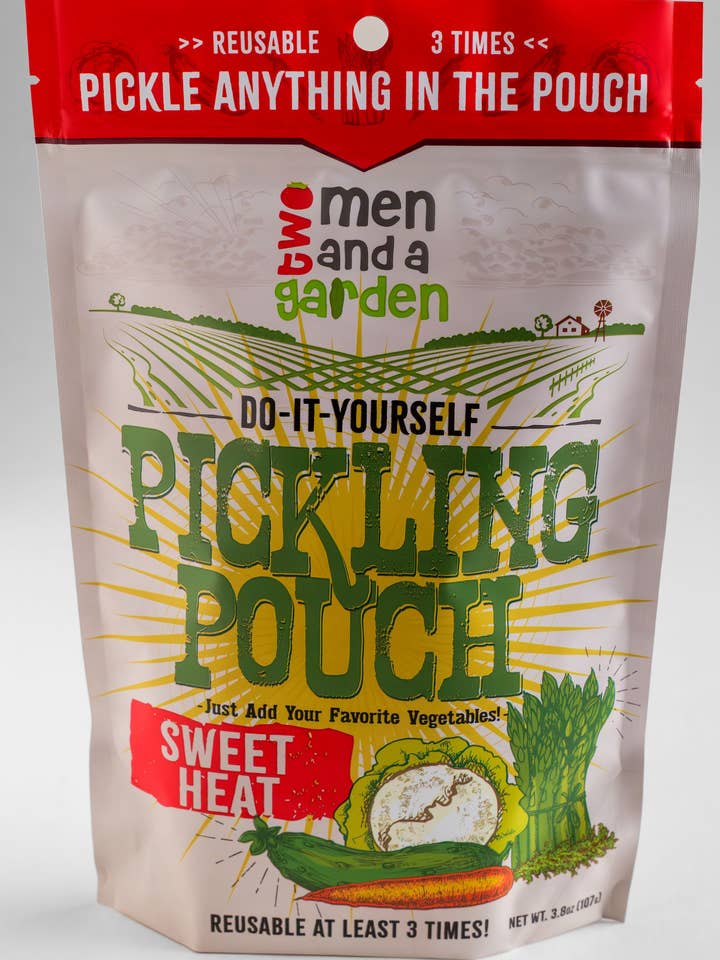 >> REUSABLE 3 TIMES <<
PICKLE ANYTHING IN THE POUCH
two men
and a
garden
DO-IT-YOURSELF
PICKLING
POUCH
-Just Add Your Favorite Vegetables!-
SWEET
HEAT
REUSABLE AT LEAST 3 TIMES!
NET WT. 3.8oz (107g)